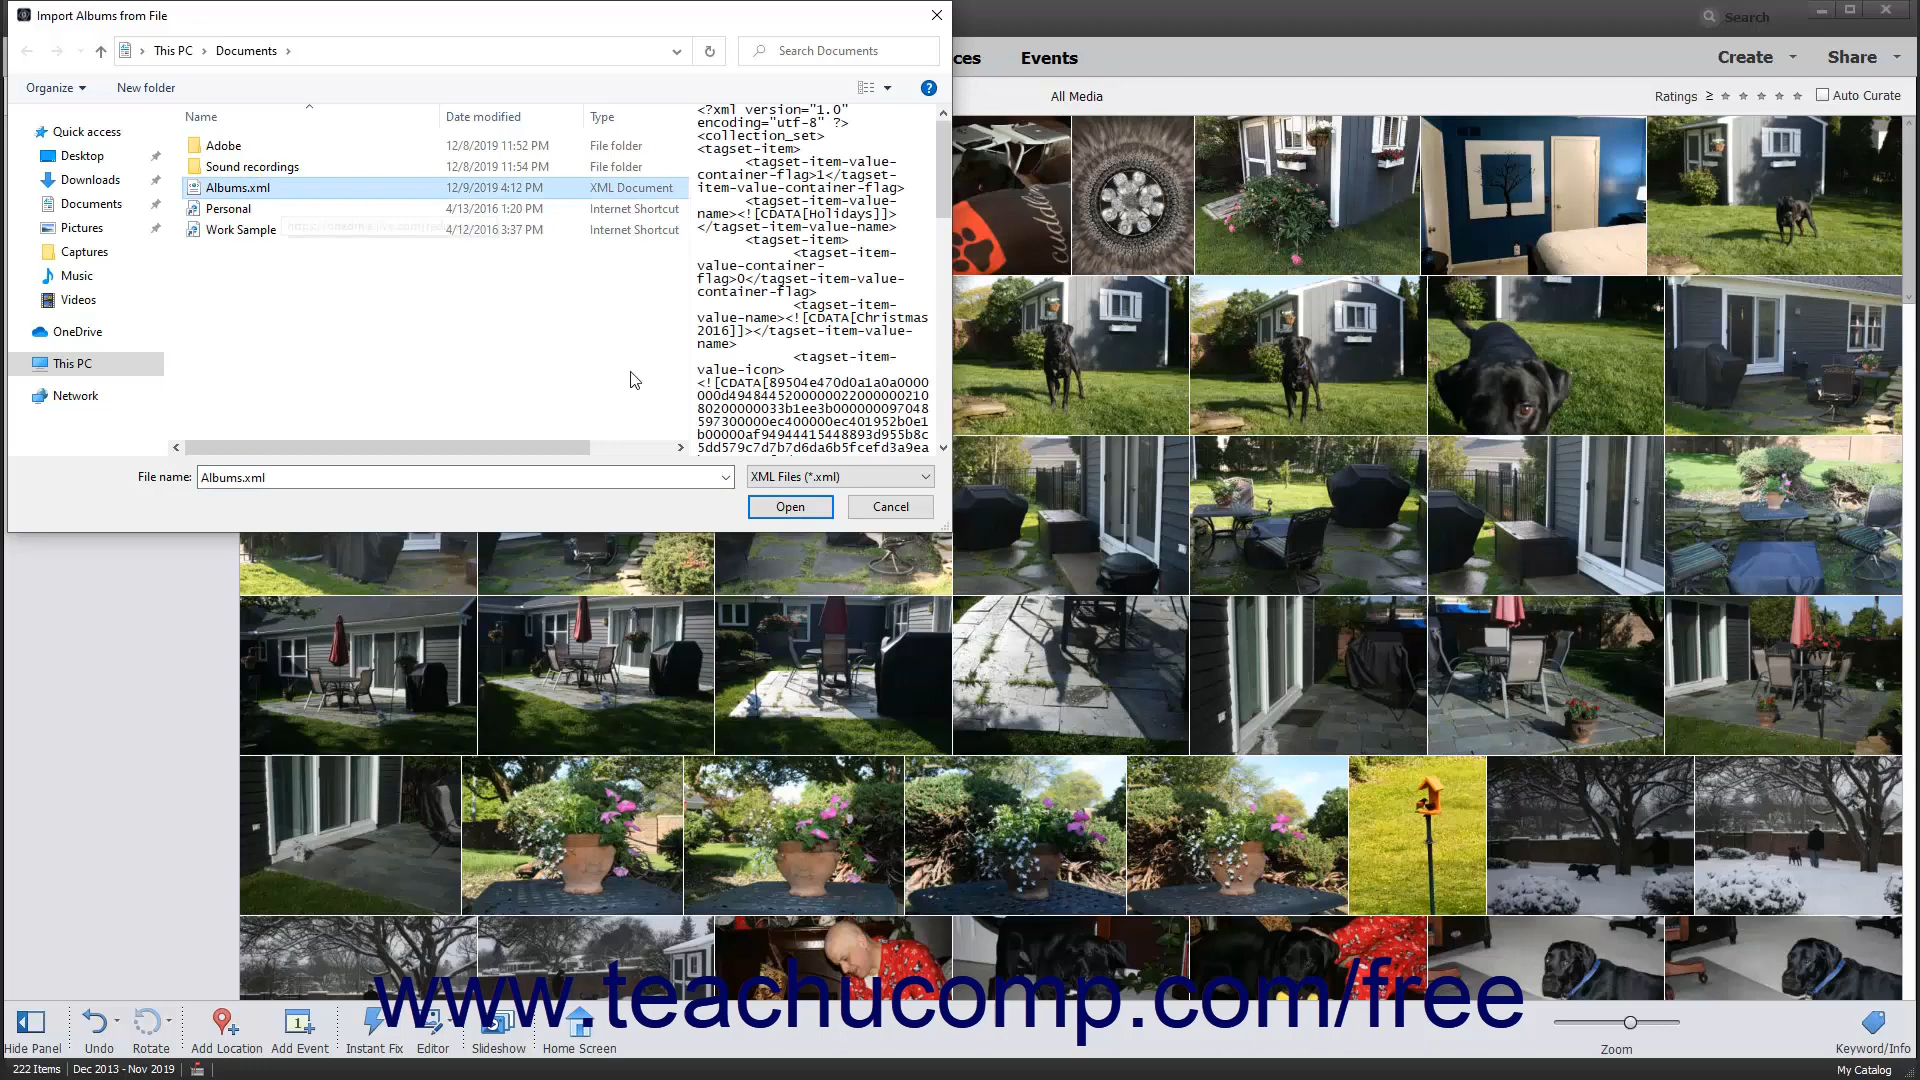 Import Albums from File
This PC
Documents
Search Documents
Organize
New folder
Name
Date modified
Type
Adobe
12/8/2019 11:52 PM
File folder
Sound recordings
12/8/2019 11:54 PM
File folder
Albums.xml
12/9/2019 4:12 PM
XML Document
Personal
4/13/2016 1:20 PM
Internet Shortcut
Work Sample
4/12/2016 3:37 PM
Internet Shortcut
Quick access
Desktop
Downloads
Documents
Pictures
Captures
Music
Videos
OneDrive
This PC
Network
<?xml version="1.0"
encoding="utf-8" ?>
<collection_set>
<tagset-item>
<tagset-item-value-
container-flag>1</tagset-
item-value-container-flag>
<tagset-item-value-
name><![CDATA[Holidays]]>
</tagset-item-value-name>
<tagset-item>
<tagset-item-
value-container-
flag>0</tagset-item-value-
container-flag>
<tagset-item-
value-name><![CDATA[Christmas
2016]]></tagset-item-value-
name>
<tagset-item-
value-icon>
<![CDATA[89504e470d0a1a0a0000
000d4948445200000022000000210
80200000033b1ee3b000000097048
597300000ec400000ec401952b0e1
b00000af94944415448893d955b8c
5dd579c7d7b7d6da6b5fcefd3a9ea
File name:
Albums.xml
XML Files (*.xml)
Open
Cancel
Search
ces
Events
Create
Share
All Media
Ratings ≥
Auto Curate
cuddly
www.teachucomp.com/free
Hide Panel
Undo
Rotate
Add Location
Add Event
Instant Fix
Editor
Slideshow
Home Screen
Zoom
Keyword/Info
222 Items
Dec 2013 - Nov 2019
My Catalog